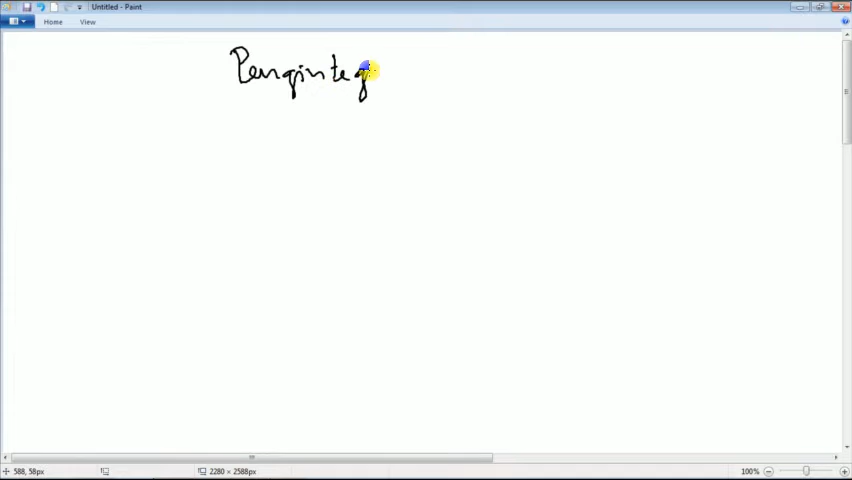 Untitled - Paint
Home View
Penginteg
588, 58px
2280 × 2588px
100%